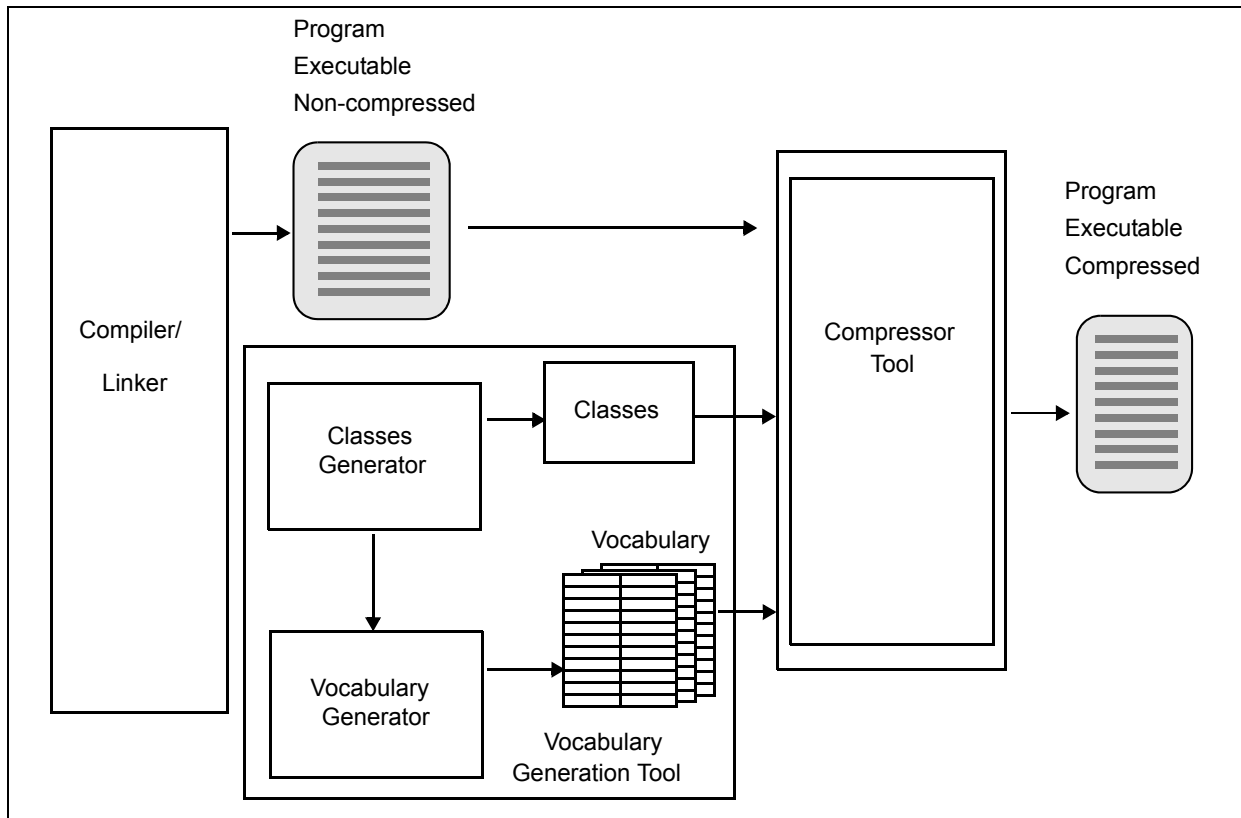 Program
Executable
Non-compressed
Program
Executable
Compressed
Compiler/
Linker
Compressor
Tool
Classes
Classes
Generator
Vocabulary
Vocabulary
Generator
Vocabulary
Generation Tool